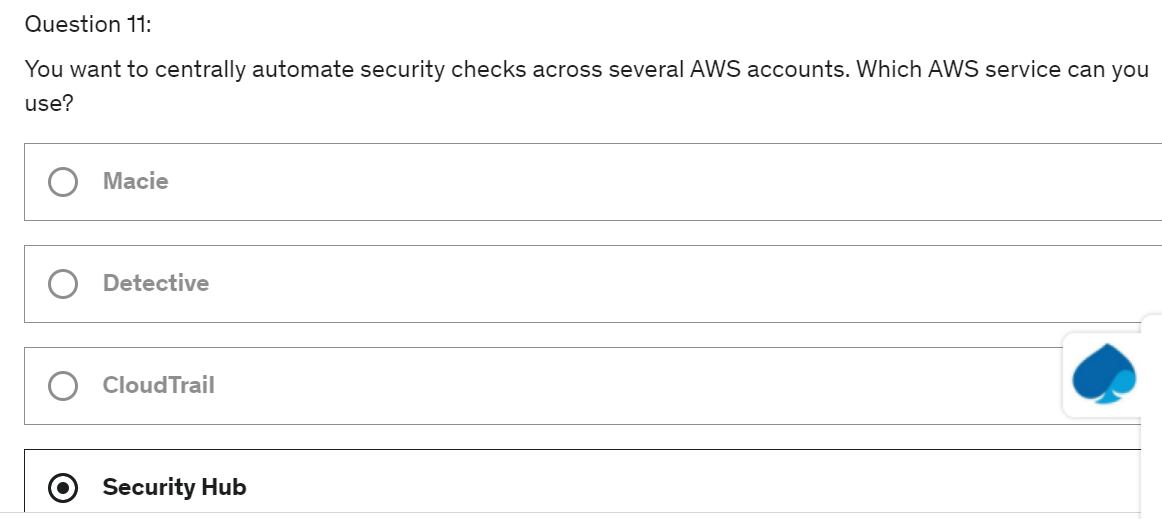 Question 11:
You want to centrally automate security checks across several AWS accounts. Which AWS service can you
use?
Macie
Detective
CloudTrail
Security Hub